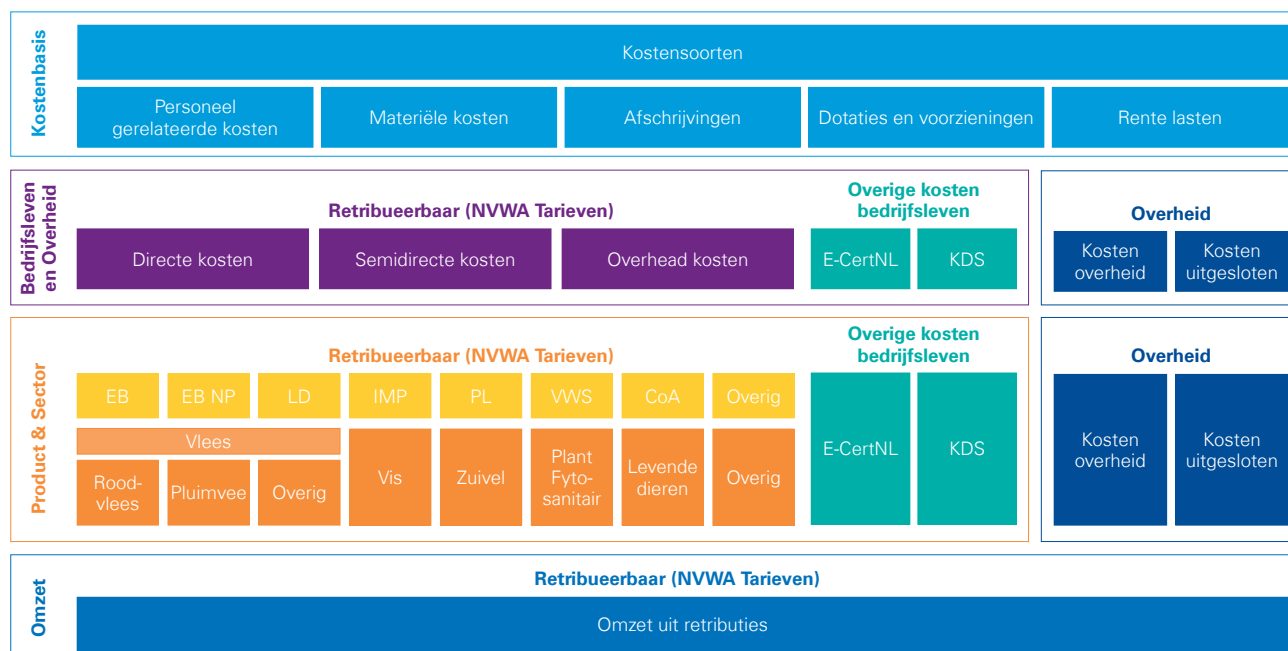 Kostenbasis
Kostensoorten
Personeel
gerelateerde kosten
Materiële kosten
Afschrijvingen
Dotaties en voorzieningen
Rente lasten
Bedrijfsleven
en Overheid
Retribueerbaar (NVWA Tarieven)
Directe kosten
Semidirecte kosten
Overhead kosten
Overige kosten
bedrijfsleven
E-CertNL
KDS
Overheid
Kosten
overheid
Kosten
uitgesloten
Product & Sector
Retribueerbaar (NVWA Tarieven)
EB
EB NP
LD
IMP
PL
VWS
CoA
Overig
Vlees
Rood-
vlees
Pluimvee
Overig
Vis
Zuivel
Plant
Fyto-
sanitair
Levende
dieren
Overig
Overige kosten
bedrijfsleven
E-CertNL
KDS
Overheid
Kosten
overheid
Kosten
uitgesloten
Omzet
Retribueerbaar (NVWA Tarieven)
Omzet uit retributies